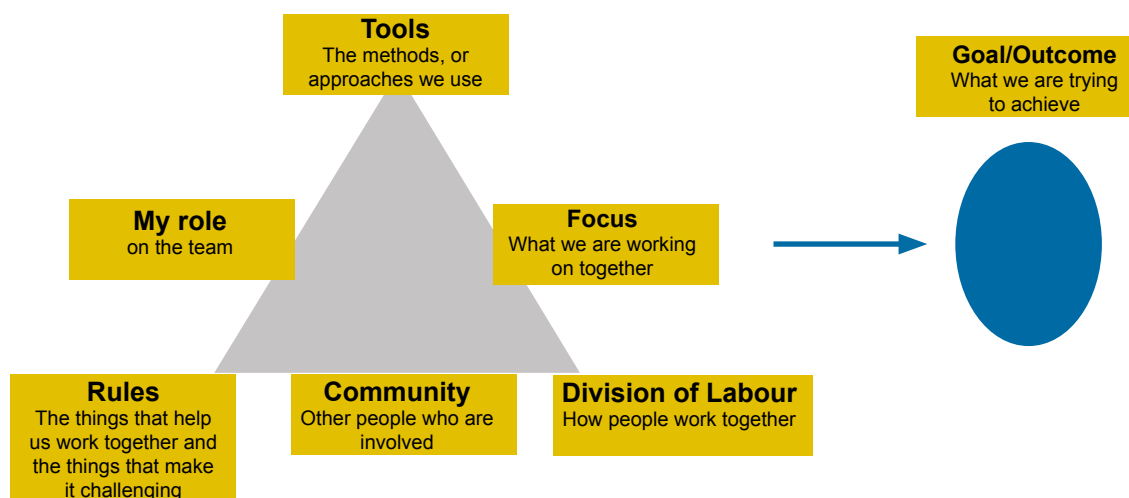 Tools
The methods, or
approaches we use
Goal/Outcome
What we are trying
to achieve
My role
on the team
Focus
What we are working
on together
Rules
The things that help
us work together and
the things that make
it challenging
Community
Other people who are
involved
Division of Labour
How people work together